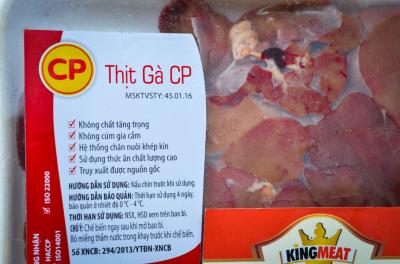 CP
Thịt Gà CP
MSKTVSTY: 45.01.16
Không chất tăng trọng
Không cúm gia cầm
Hệ thống chăn nuôi khép kín
Sử dụng thức ăn chất lượng cao
Truy xuất được nguồn gốc
HƯỚNG DẪN SỬ DỤNG: Nấu chín trước khi sử dụng.
HƯỚNG DẪN BẢO QUẢN: Thời hạn sử dụng 4 ngày,
bảo quản ở nhiệt độ 0°C - 4°C.
THỜI HẠN SỬ DỤNG: NSX, HSD xem trên bao bì.
CHÚ Ý: Chế biến ngay sau khi mở bao bì.
Bỏ miếng thấm nước trong khay trước khi chế biến.
Số XNCB: 294/2013/YTĐN-XNCB
NHẬN
HACCP
ISO14001
ISO 22000
KINGMEAT